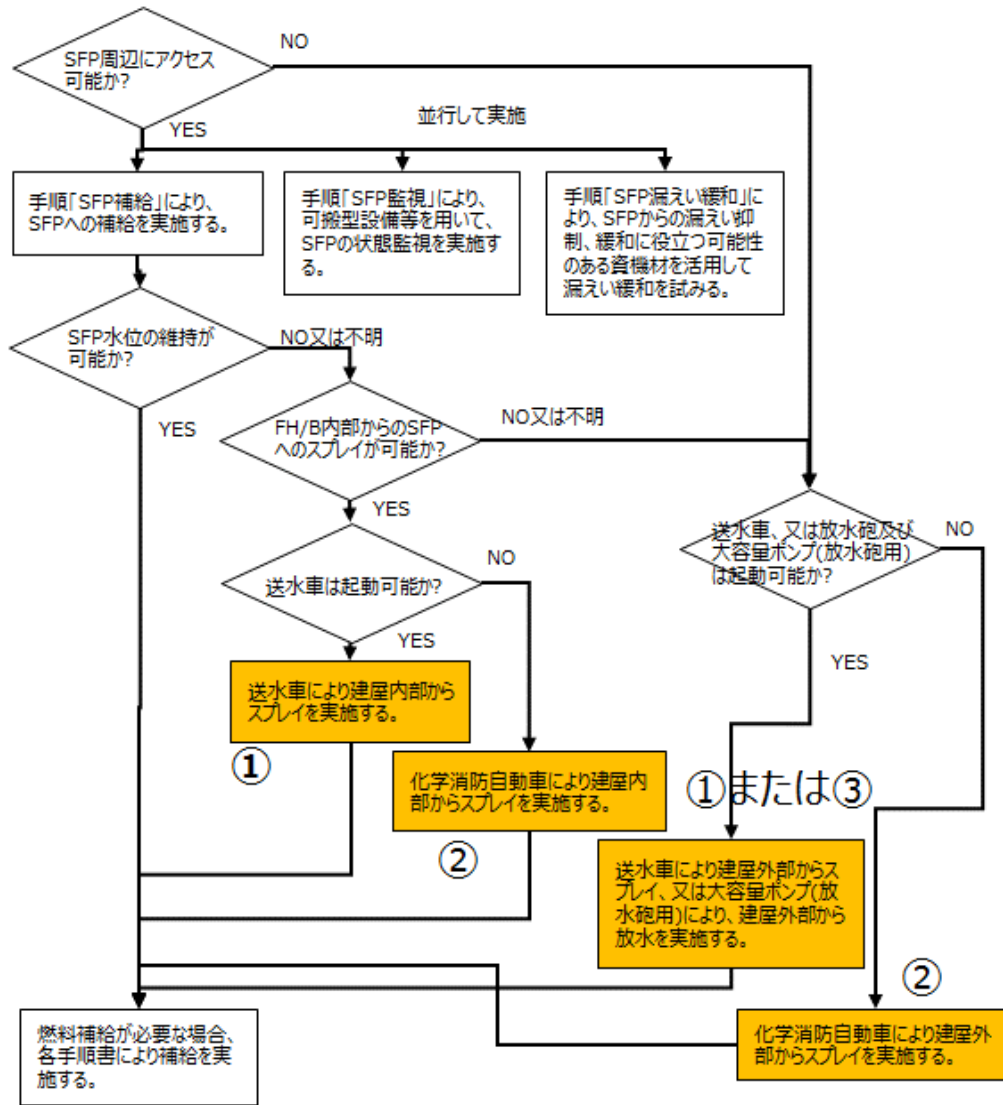 SFP周辺にアクセス
可能か?
NO
YES
並行して実施
手順「SFP補給」により、
SFPへの補給を実施する。
手順「SFP監視」により、
可搬型設備等を用いて、
SFPの状態監視を実施す
る。
手順「SFP漏えい緩和」に
より、SFPからの漏えい抑
制、緩和に役立つ可能性
のある資機材を活用して
漏えい緩和を試みる。
SFP水位の維持が
可能か?
NO又は不明
YES
FH/B内部からのSFP
へのスプレイが可能か?
NO又は不明
YES
送水車、又は放水砲及び
大容量ポンプ(放水砲用)
は起動可能か?
NO
YES
送水車は起動可能か?
NO
YES
送水車により建屋内部から
スプレイを実施する。
①
化学消防自動車により建屋内
部からスプレイを実施する。
②
①または③
送水車により建屋外部からス
プレイ、又は大容量ポンプ(放
水砲用)により、建屋外部から
放水を実施する。
②
化学消防自動車により建屋外
部からスプレイを実施する。
燃料補給が必要な場合、
各手順書により補給を実
施する。